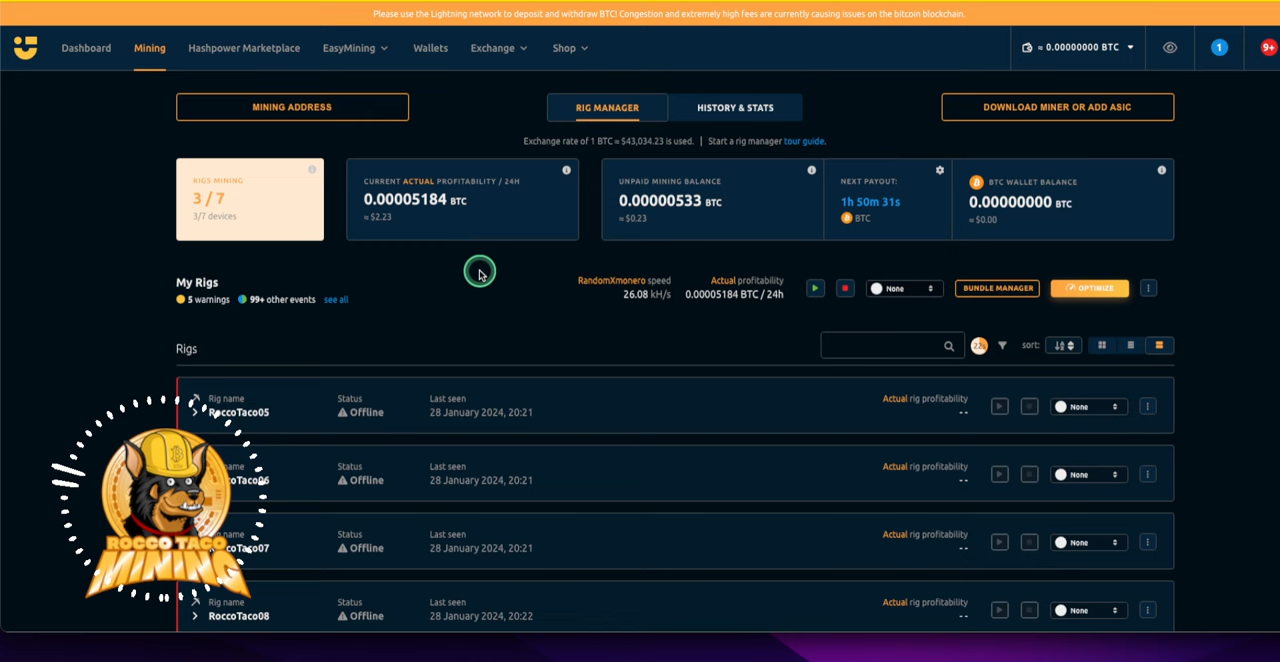 Please use the Lightning network to deposit and withdraw BTC! Congestion and extremely high fees are currently causing issues on the bitcoin blockchain.
Dashboard Mining Hashpower Marketplace EasyMining Wallets Exchange Shop ≈ 0.00000000 BTC 1 9+
MINING ADDRESS RIG MANAGER HISTORY & STATS DOWNLOAD MINER OR ADD ASIC
Exchange rate of 1 BTC ≈ $43,034.23 is used. | Start a rig manager tour guide.
RIGS MINING
3 / 7
3/7 devices
CURRENT ACTUAL PROFITABILITY / 24H
0.00005184 BTC
≈ $2.23
UNPAID MINING BALANCE
0.00000533 BTC
≈ $0.23
NEXT PAYOUT:
1h 50m 31s
BTC
BTC WALLET BALANCE
0.00000000 BTC
≈ $0.00
My Rigs
5 warnings 99+ other events see all
RandomXmonero speed
26.08 kH/s
Actual profitability
0.00005184 BTC / 24h
None BUNDLE MANAGER OPTIMIZE
Rigs sort:
Rig name Status Last seen Actual rig profitability
RoccoTaco05 Offline 28 January 2024, 20:21 -- None
name Status Last seen Actual rig profitability
coTaco06 Offline 28 January 2024, 20:21 -- None
name Status Last seen Actual rig profitability
coTaco07 Offline 28 January 2024, 20:21 -- None
Rig name Status Last seen Actual rig profitability
RoccoTaco08 Offline 28 January 2024, 20:22 -- None
ROCCO TACO
MINING